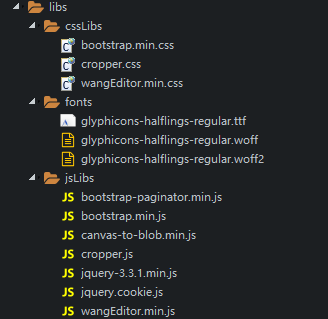 libs
cssLibs
bootstrap.min.css
cropper.css
wangEditor.min.css
fonts
glyphicons-halflings-regular.ttf
glyphicons-halflings-regular.woff
glyphicons-halflings-regular.woff2
jsLibs
JS bootstrap-paginator.min.js
JS bootstrap.min.js
JS canvas-to-blob.min.js
JS cropper.js
JS jquery-3.3.1.min.js
JS jquery.cookie.js
JS wangEditor.min.js